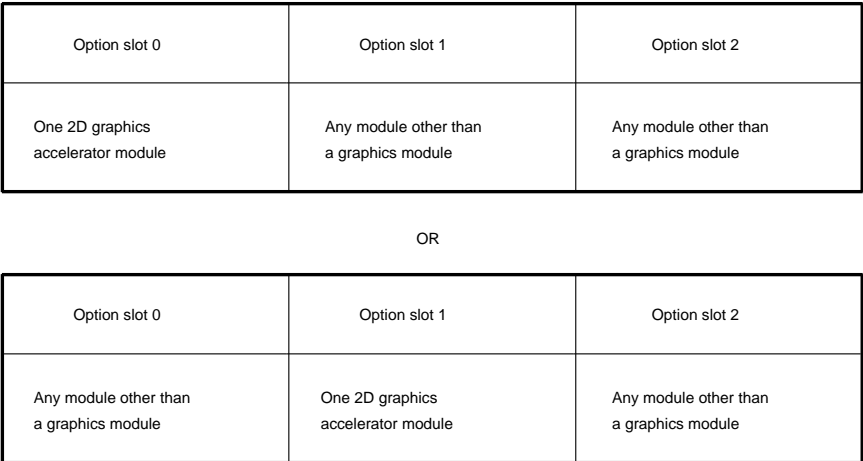 Option slot 0
Option slot 1
Option slot 2
One 2D graphics
accelerator module
Any module other than
a graphics module
Any module other than
a graphics module
OR
Option slot 0
Option slot 1
Option slot 2
Any module other than
a graphics module
One 2D graphics
accelerator module
Any module other than
a graphics module